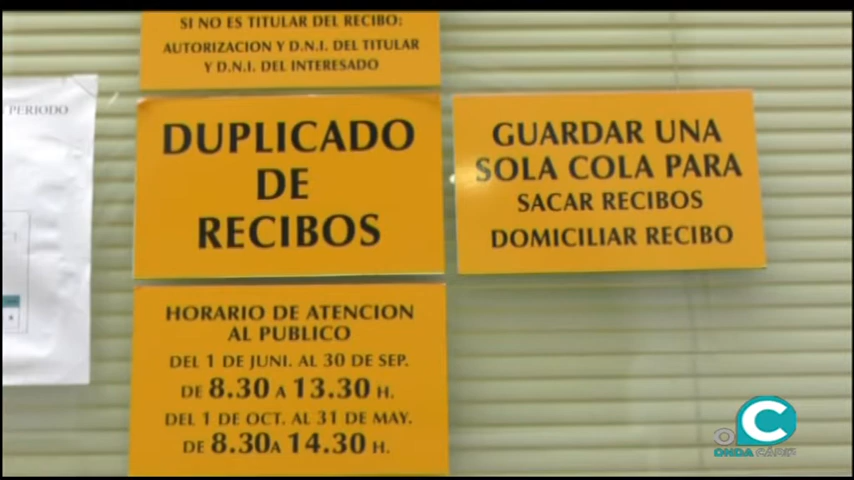 SI NO ES TITULAR DEL RECIBO:
AUTORIZACION Y D.N.I. DEL TITULAR
Y D.N.I. DEL INTERESADO
PERIODO
DUPLICADO
DE
RECIBOS
GUARDAR UNA
SOLA COLA PARA
SACAR RECIBOS
DOMICILIAR RECIBO
HORARIO DE ATENCION
AL PUBLICO
DEL 1 DE JUNI. AL 30 DE SEP.
DE 8.30 A 13.30 H.
DEL 1 DE OCT. AL 31 DE MAY.
DE 8.30 A 14.30 H.
C
ONDA CÁDIZ